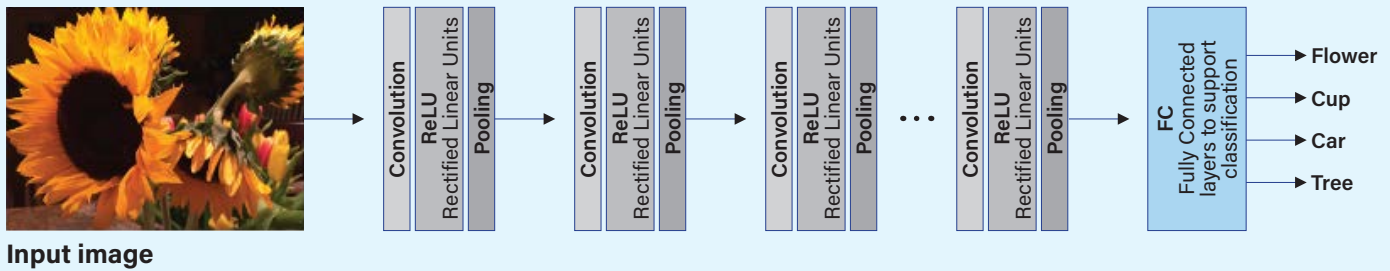 Convolution
ReLU
Rectified Linear Units
Pooling
Convolution
ReLU
Rectified Linear Units
Pooling
Convolution
ReLU
Rectified Linear Units
Pooling
...
Convolution
ReLU
Rectified Linear Units
Pooling
FC
Fully Connected
layers to support
classification
Flower
Cup
Car
Tree
Input image